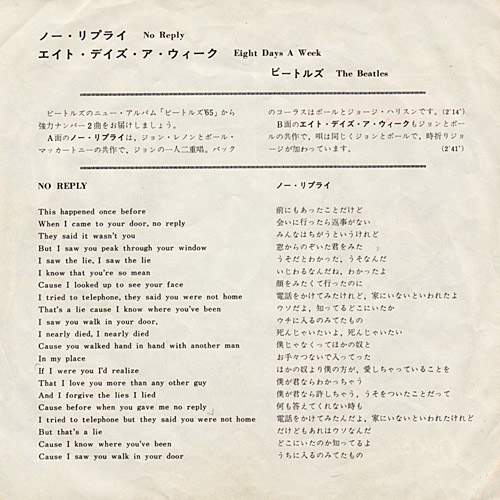 ノー・リプライ No Reply
エイト・デイズ・ア・ウィーク Eight Days A Week
ビートルズ The Beatles
ビートルズのニュー・アルバム「ビートルズ'65」から
強力ナンバー2曲をお届けしましょう。
A面のノー・リプライは、ジョン・レノンとポール・
マッカートニーの共作で、ジョンの一人二重唱。バック
のコーラスはポールとジョージ・ハリスンです。(2'14")
B面のエイト・デイズ・ア・ウィークもジョンとポー
ルの共作で、唄は同じくジョンとポールで、時折りジョ
ージが加わっています。(2'41")
NO REPLY
This happened once before
When I came to your door, no reply
They said it wasn't you
But I saw you peak through your window
I saw the lie, I saw the lie
I know that you're so mean
Cause I looked up to see your face
I tried to telephone, they said you were not home
That's a lie cause I know where you've been
I saw you walk in your door,
I nearly died, I nearly died
Cause you walked hand in hand with another man
In my place
If I were you I'd realize
That I love you more than any other guy
And I forgive the lies I lied
Cause before when you gave me no reply
I tried to telephone but they said you were not home
But that's a lie
Cause I know where you've been
Cause I saw you walk in your door
ノー・リプライ
前にもあったことだけど
会いに行ったら返事がない
みんなはちがうというけれど
窓からのぞいた君をみた
うそだとわかった、うそなんだ
いじわるなんだね、わかったよ
顔をみたくて行ったのに
電話をかけてみたけれど、家にいないといわれたよ
ウソだよ、知ってるどこにいたか
ウチに入るのみてたもの
死んじゃいたいよ、死んじゃいたい
僕じゃなくってほかの奴と
お手々つないで入ってった
ほかの奴より僕の方が、愛しちゃっていることを
僕が君ならわかっちゃう
僕が君なら許しちゃう、うそをついたことだって
何も答えてくれない時も
電話をかけてみたんだよ、家にいないといわれたけれど
だけどもあれはウソなんだ
どこにいたのか知ってるよ
うちに入るのみてたもの